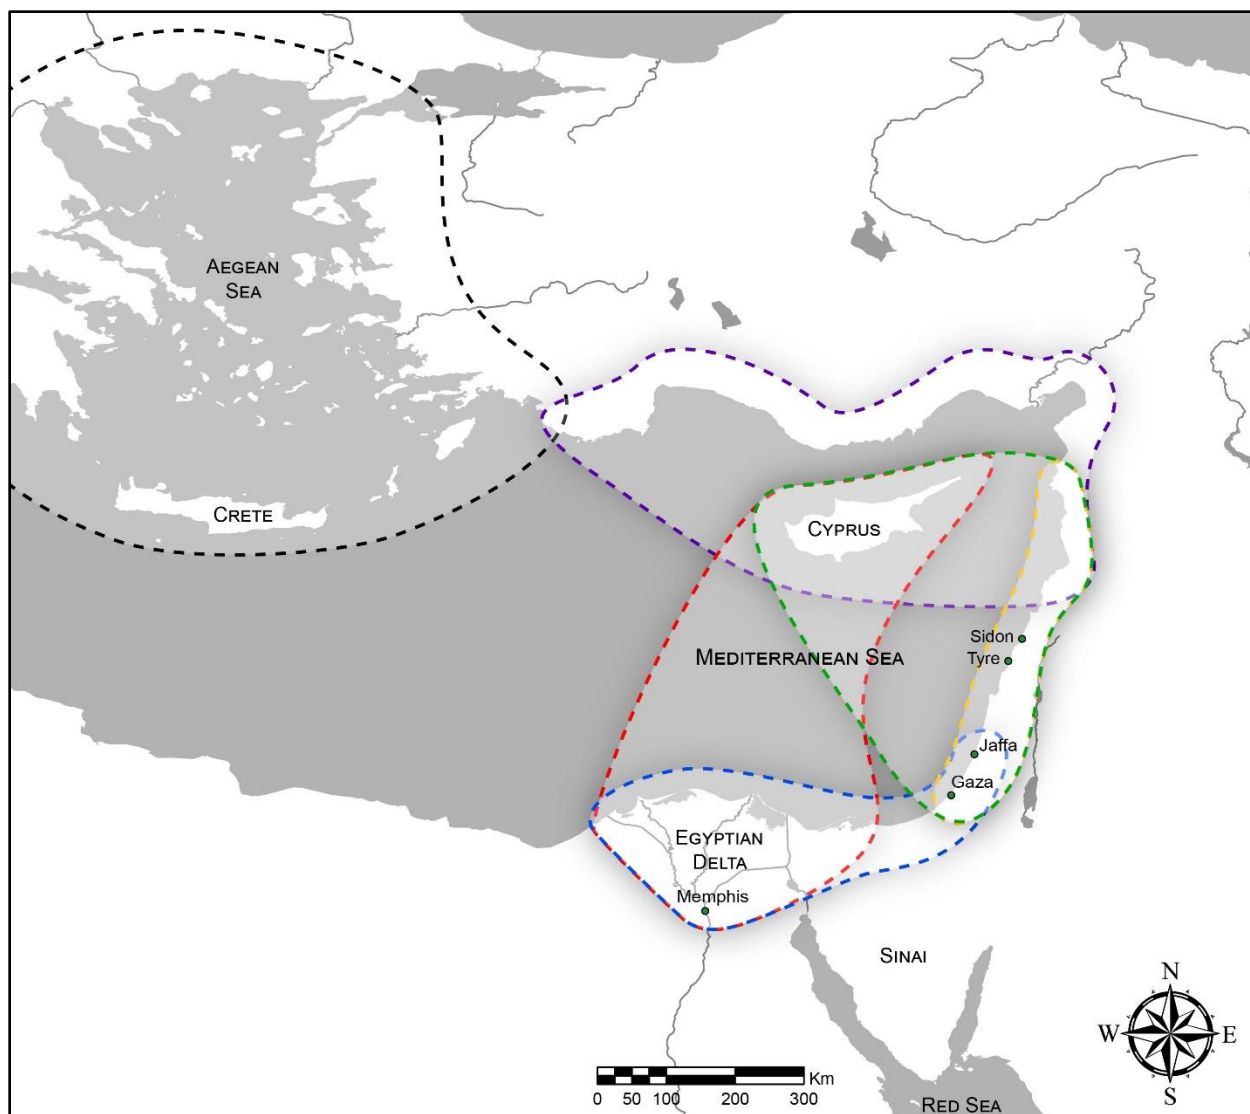 AEGEAN
SEA
CRETE
CYPRUS
Sidon
MEDITERRANEAN SEA
Tyre
Jaffa
Gaza
EGYPTIAN
DELTA
Memphis
SINAI
N
W
E
S
Km
0 50 100 200 300
RED SEA